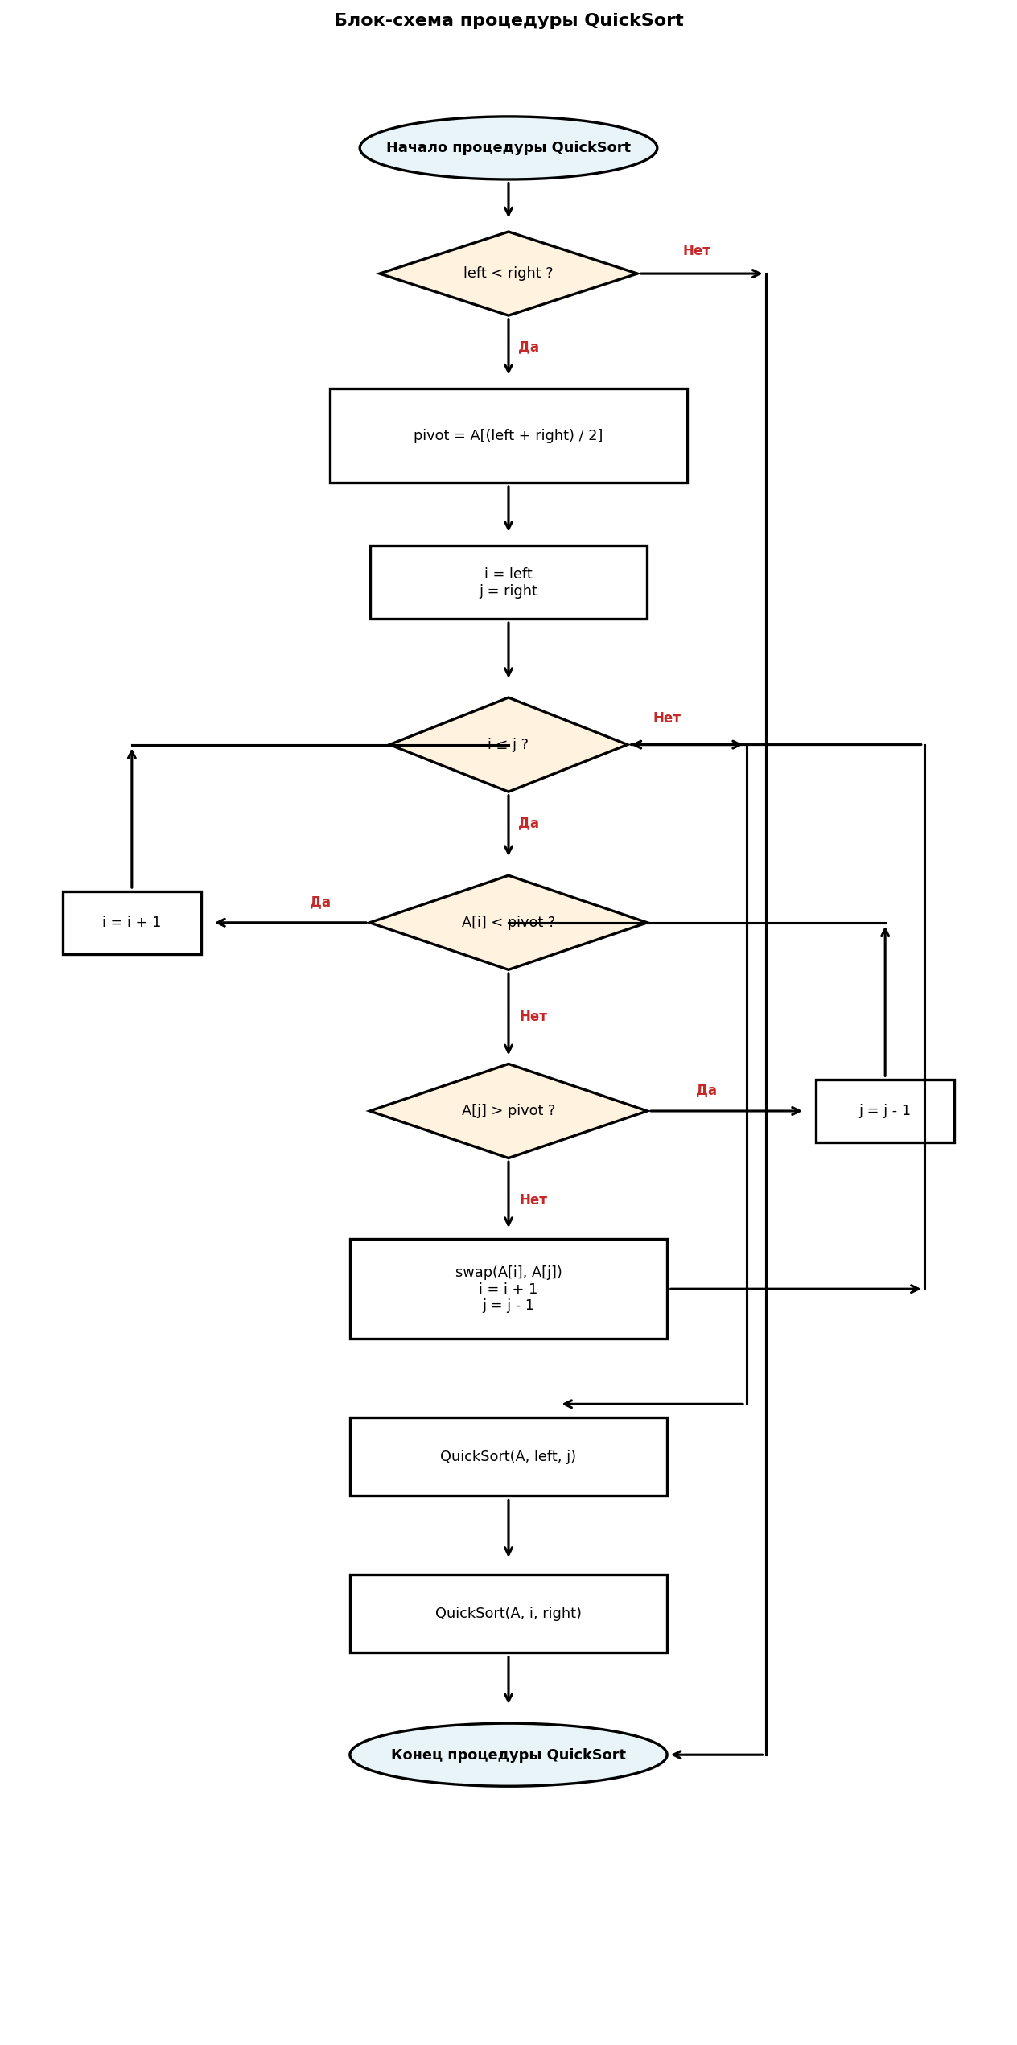 Блок-схема процедуры QuickSort
Начало процедуры QuickSort
left < right ?
Нет
Да
pivot = A[(left + right) / 2]
i = left
j = right
i ≤ j ?
Нет
Да
A[i] < pivot ?
Да
i = i + 1
Нет
A[j] > pivot ?
Да
j = j - 1
Нет
swap(A[i], A[j])
i = i + 1
j = j - 1
QuickSort(A, left, j)
QuickSort(A, i, right)
Конец процедуры QuickSort